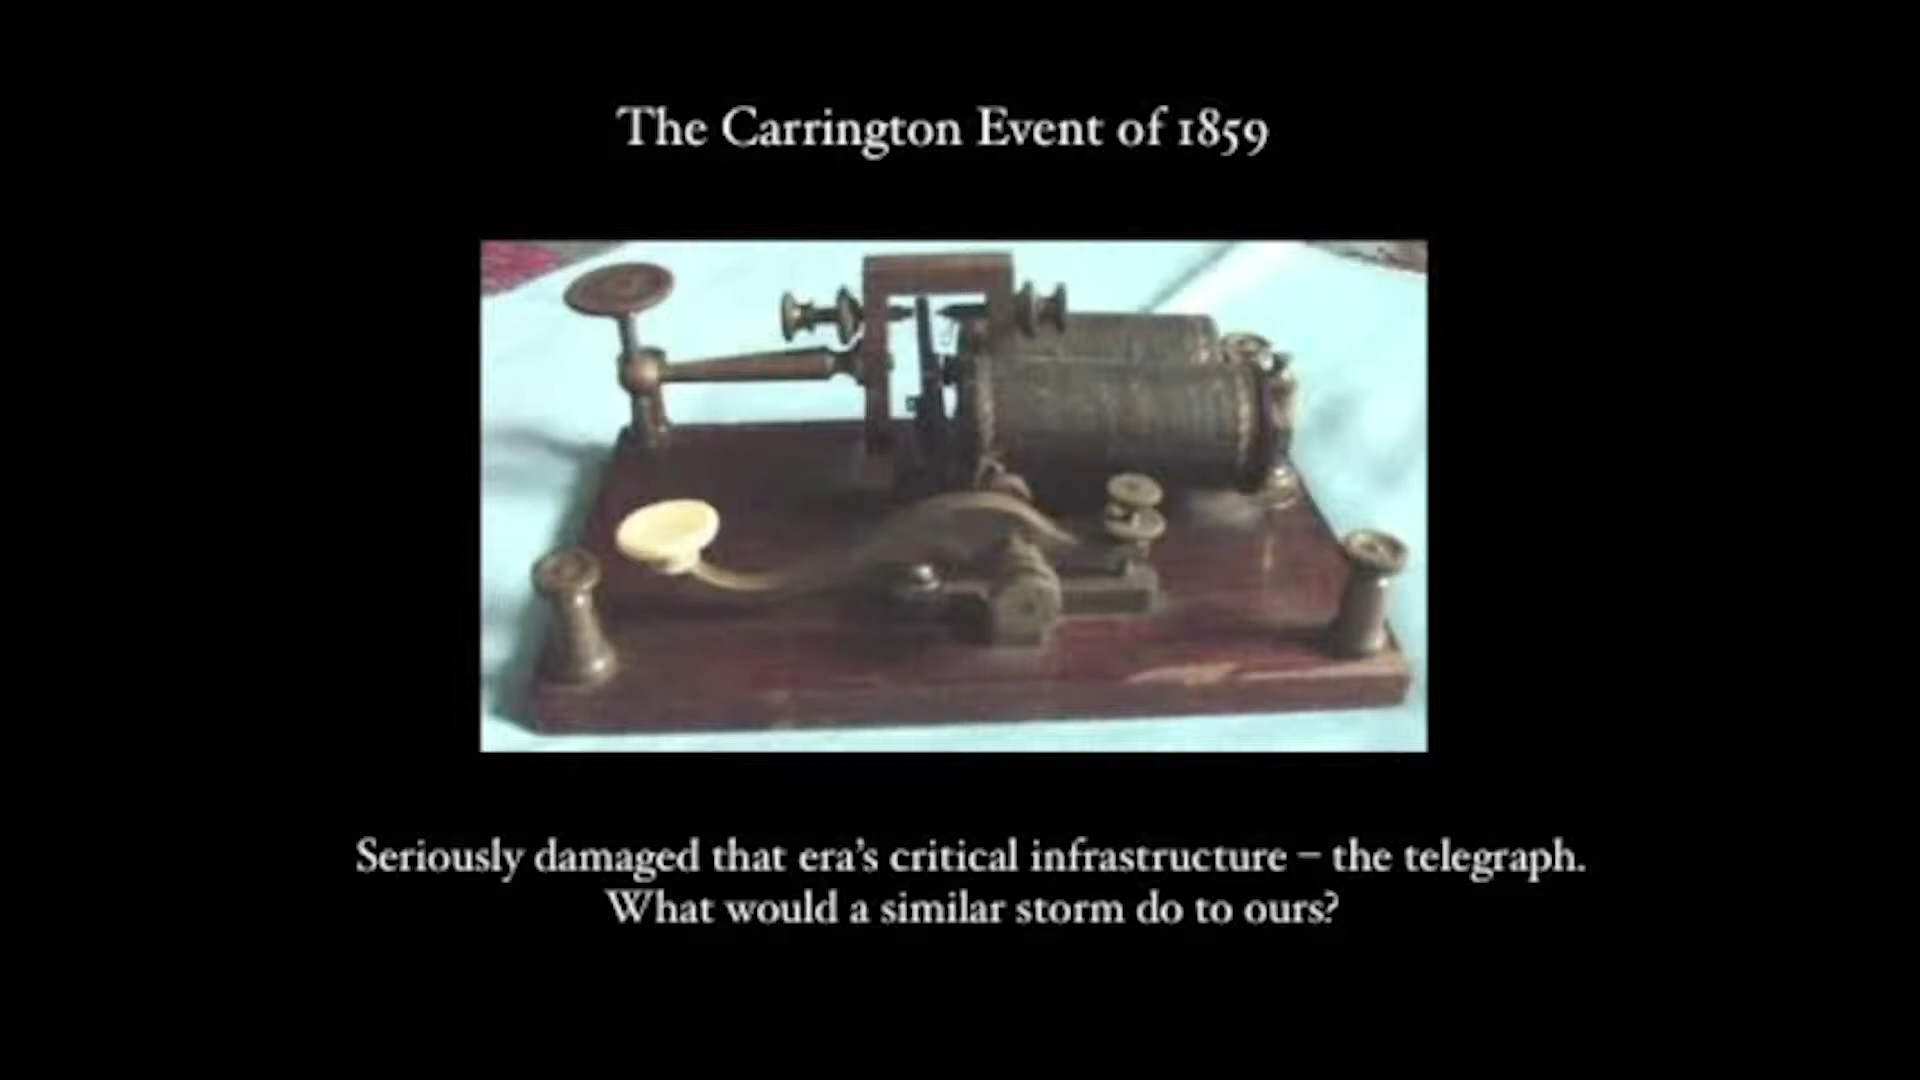 The Carrington Event of 1859
Seriously damaged that era's critical infrastructure – the telegraph.
What would a similar storm do to ours?